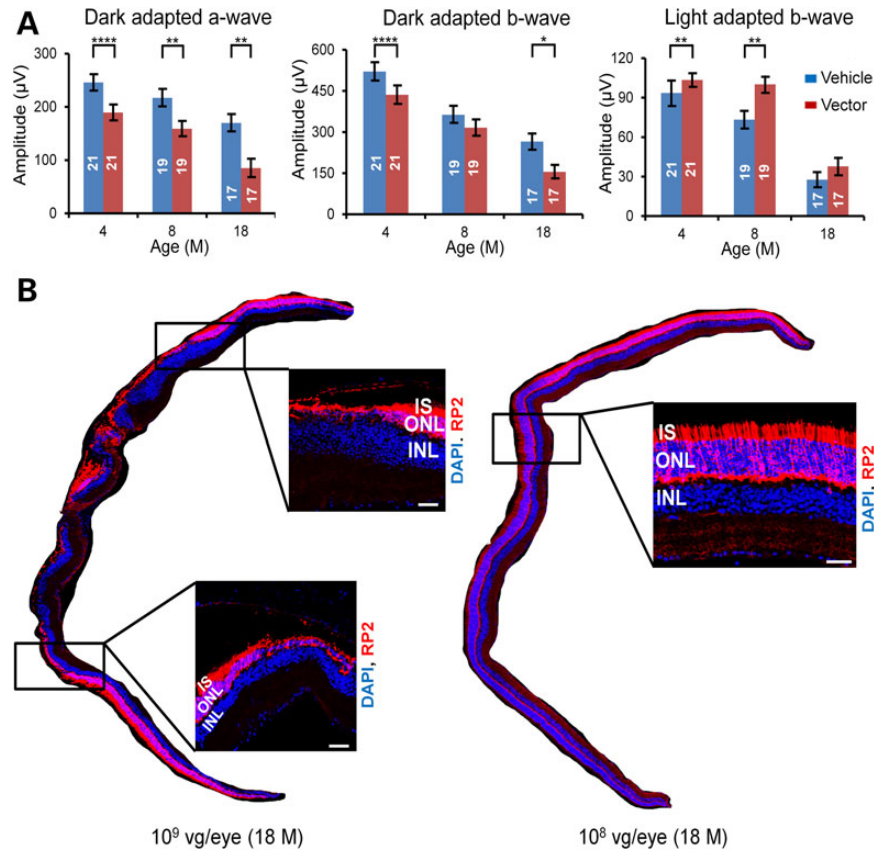 A
Dark adapted a-wave
Amplitude (µV)
300
200
100
0
****
**
**
21
21
19
19
17
17
4
8
18
Age (M)
Dark adapted b-wave
Amplitude (µV)
600
450
300
150
0
****
*
21
21
19
19
17
17
4
8
18
Age (M)
Light adapted b-wave
Amplitude (µV)
120
90
60
30
0
**
**
21
21
19
19
17
17
4
8
18
Age (M)
Vehicle
Vector
B
IS
ONL
INL
DAPI. RP2
IS
ONL
INL
DAPI, RP2
10⁹ vg/eye (18 M)
IS
ONL
INL
DAPI, RP2
10⁸ vg/eye (18 M)